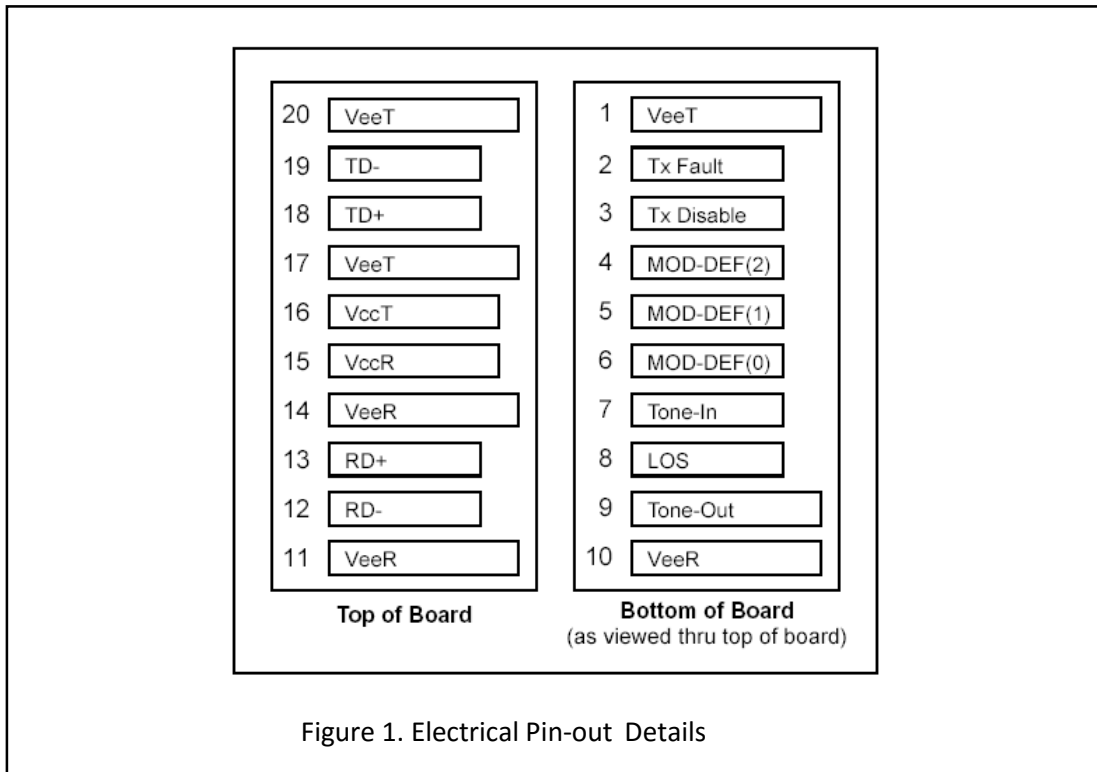 20 VeeT
19 TD-
18 TD+
17 VeeT
16 VccT
15 VccR
14 VeeR
13 RD+
12 RD-
11 VeeR
Top of Board
1 VeeT
2 Tx Fault
3 Tx Disable
4 MOD-DEF(2)
5 MOD-DEF(1)
6 MOD-DEF(0)
7 Tone-In
8 LOS
9 Tone-Out
10 VeeR
Bottom of Board
(as viewed thru top of board)
Figure 1. Electrical Pin-out Details